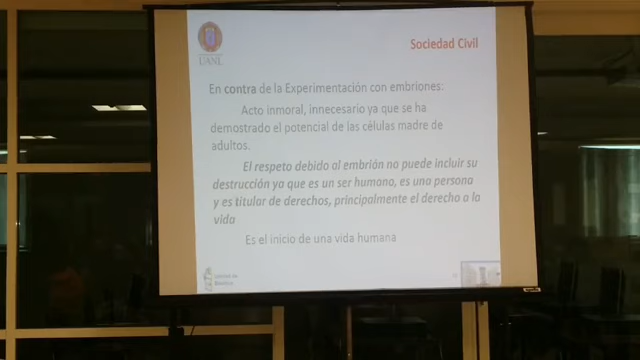 UANL
Sociedad Civil
En contra de la Experimentación con embriones:
Acto inmoral, innecesario ya que se ha
demostrado el potencial de las células madre de
adultos.
El respeto debido al embrión no puede incluir su
destrucción ya que es un ser humano, es una persona
y es titular de derechos, principalmente el derecho a la
vida
Es el inicio de una vida humana